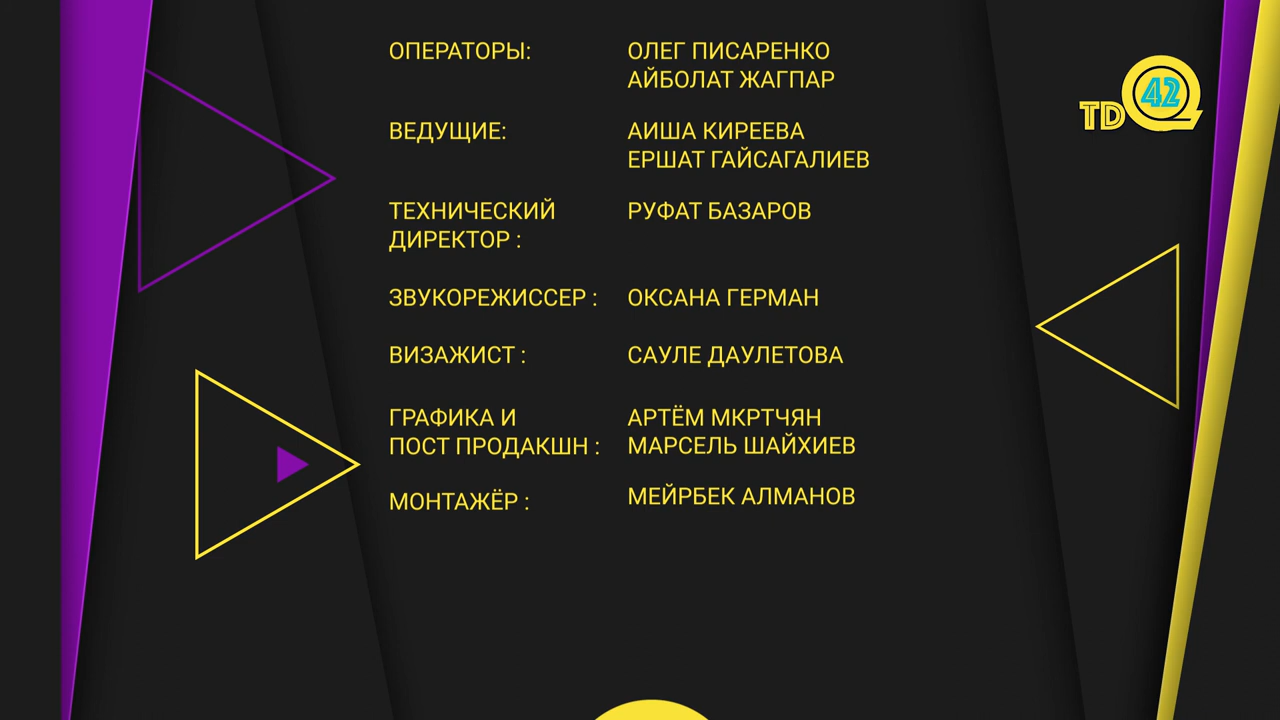 ОПЕРАТОРЫ: ОЛЕГ ПИСАРЕНКО
АЙБОЛАТ ЖАГПАР
TDQ 42
ВЕДУЩИЕ: АИША КИРЕЕВА
ЕРШАТ ГАЙСАГАЛИЕВ
ТЕХНИЧЕСКИЙ РУФАТ БАЗАРОВ
ДИРЕКТОР :
ЗВУКОРЕЖИССЕР : ОКСАНА ГЕРМАН
ВИЗАЖИСТ : САУЛЕ ДАУЛЕТОВА
ГРАФИКА И АРТЁМ МКРТЧЯН
ПОСТ ПРОДАКШН : МАРСЕЛЬ ШАЙХИЕВ
МОНТАЖЁР : МЕЙРБЕК АЛМАНОВ